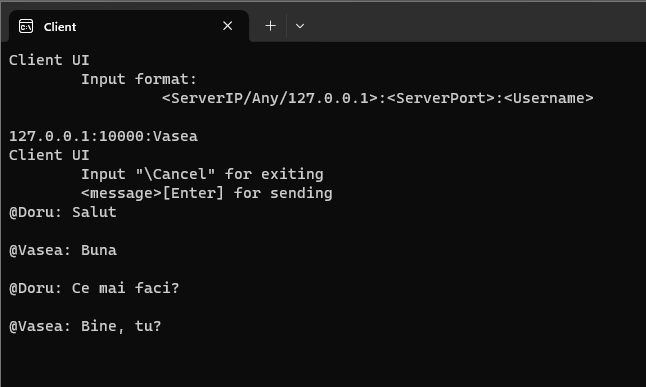 Client
Client UI
Input format:
<ServerIP/Any/127.0.0.1>:<ServerPort>:<Username>
127.0.0.1:10000:Vasea
Client UI
Input "\Cancel" for exiting
<message>[Enter] for sending
@Doru: Salut
@Vasea: Buna
@Doru: Ce mai faci?
@Vasea: Bine, tu?